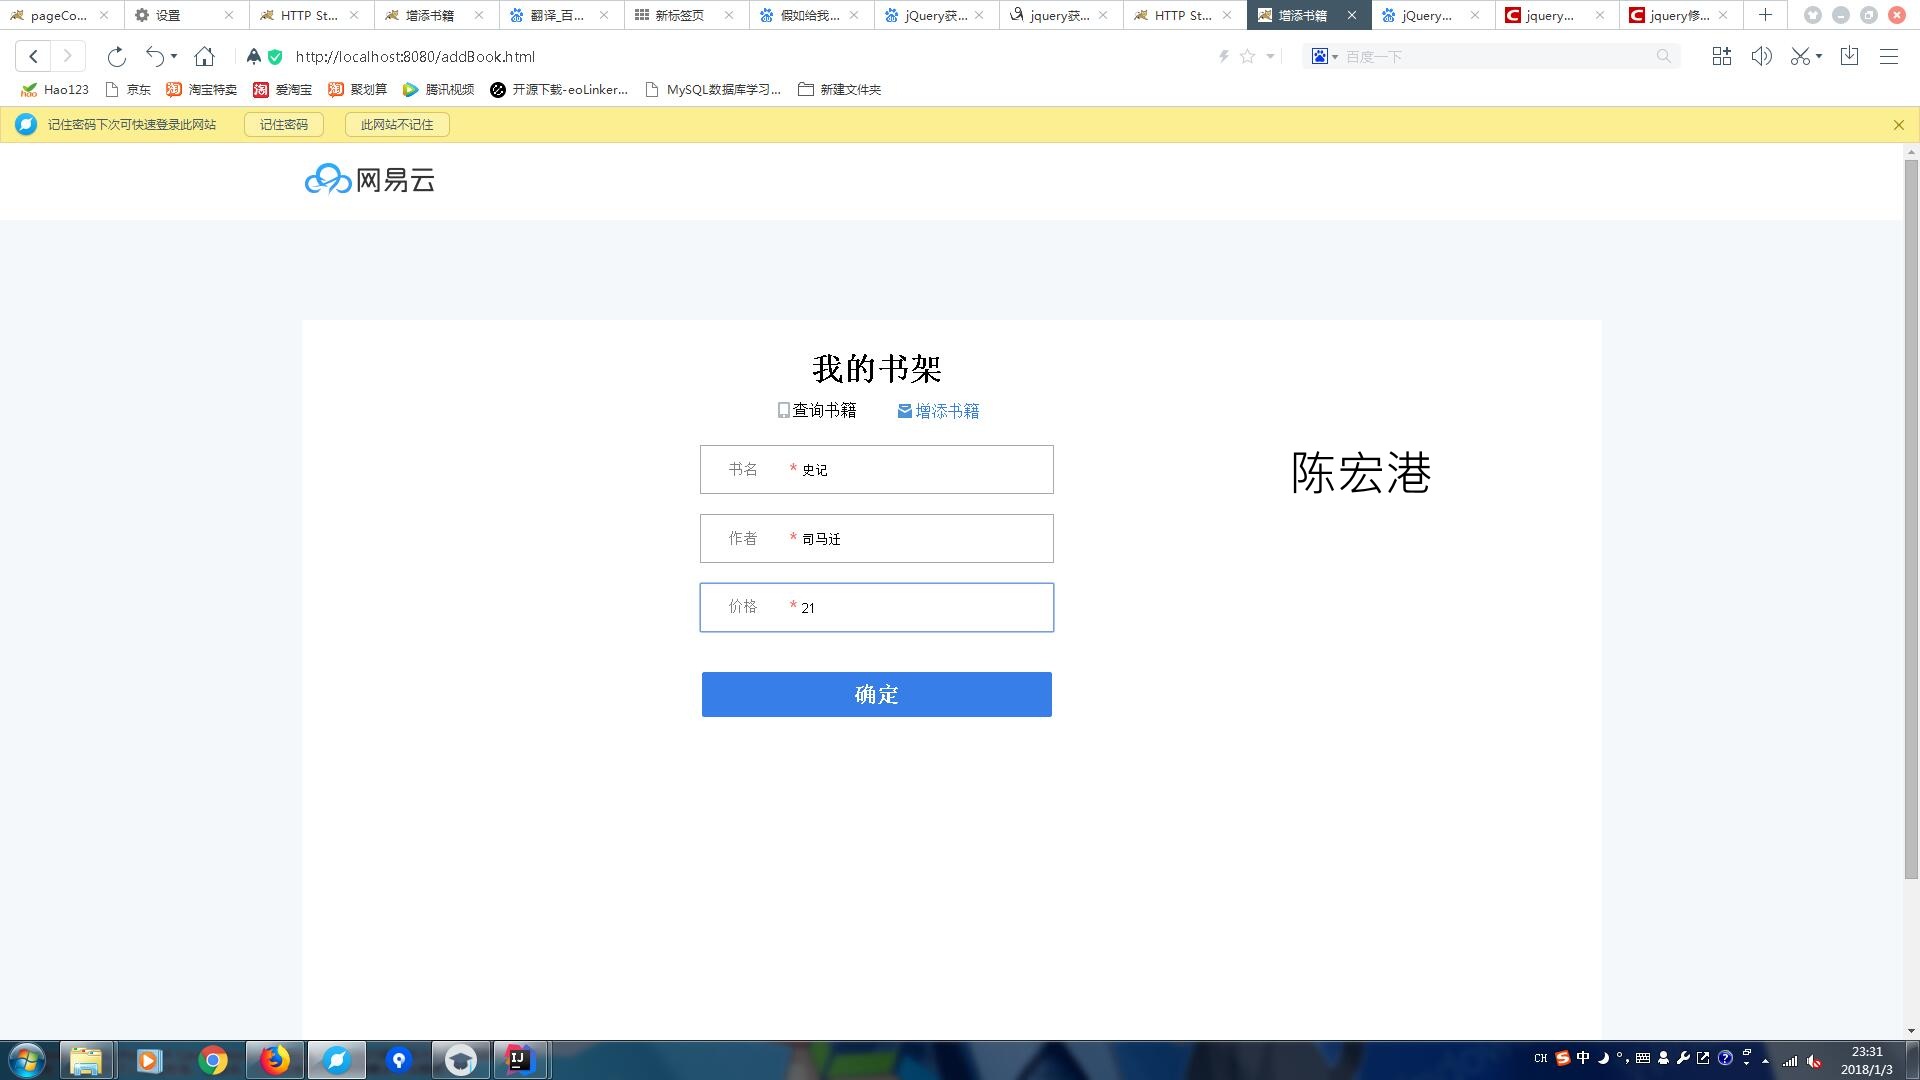 pageCo...
设置
HTTP St...
增添书籍
翻译_百...
新标签页
假如给我...
jQuery获...
jquery获...
HTTP St...
增添书籍
jQuery...
jquery...
jquery修...
http://localhost:8080/addBook.html
百度一下
Hao123
京东
淘宝特卖
爱淘宝
聚划算
腾讯视频
开源下载-eoLinker...
MySQL数据库学习...
新建文件夹
记住密码下次可快速登录此网站
记住密码
此网站不记住
网易云
我的书架
查询书籍
增添书籍
书名 * 史记
陈宏港
作者 * 司马迁
价格 * 21
确定
CH
中
23:31
2018/1/3